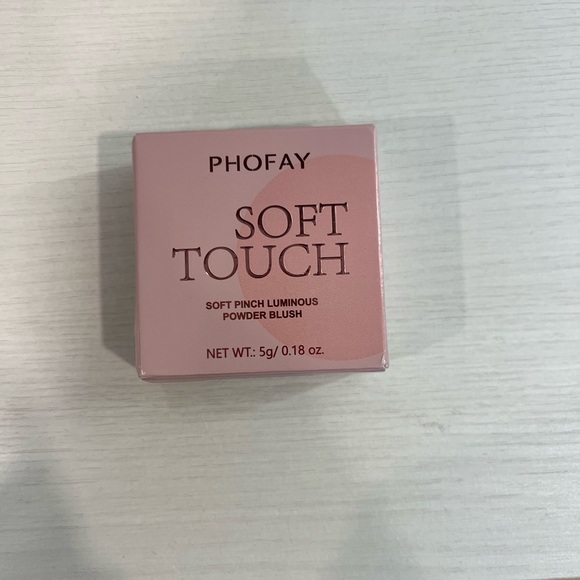 PHOFAY
SOFT
TOUCH
SOFT PINCH LUMINOUS
POWDER BLUSH
NET WT.: 5g/ 0.18 oz.